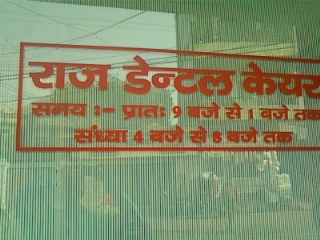 राज डेन्टल केयर
समय :- प्रातः 9 बजे से 1 बजे तक
संध्या 4 बजे से 8 बजे तक